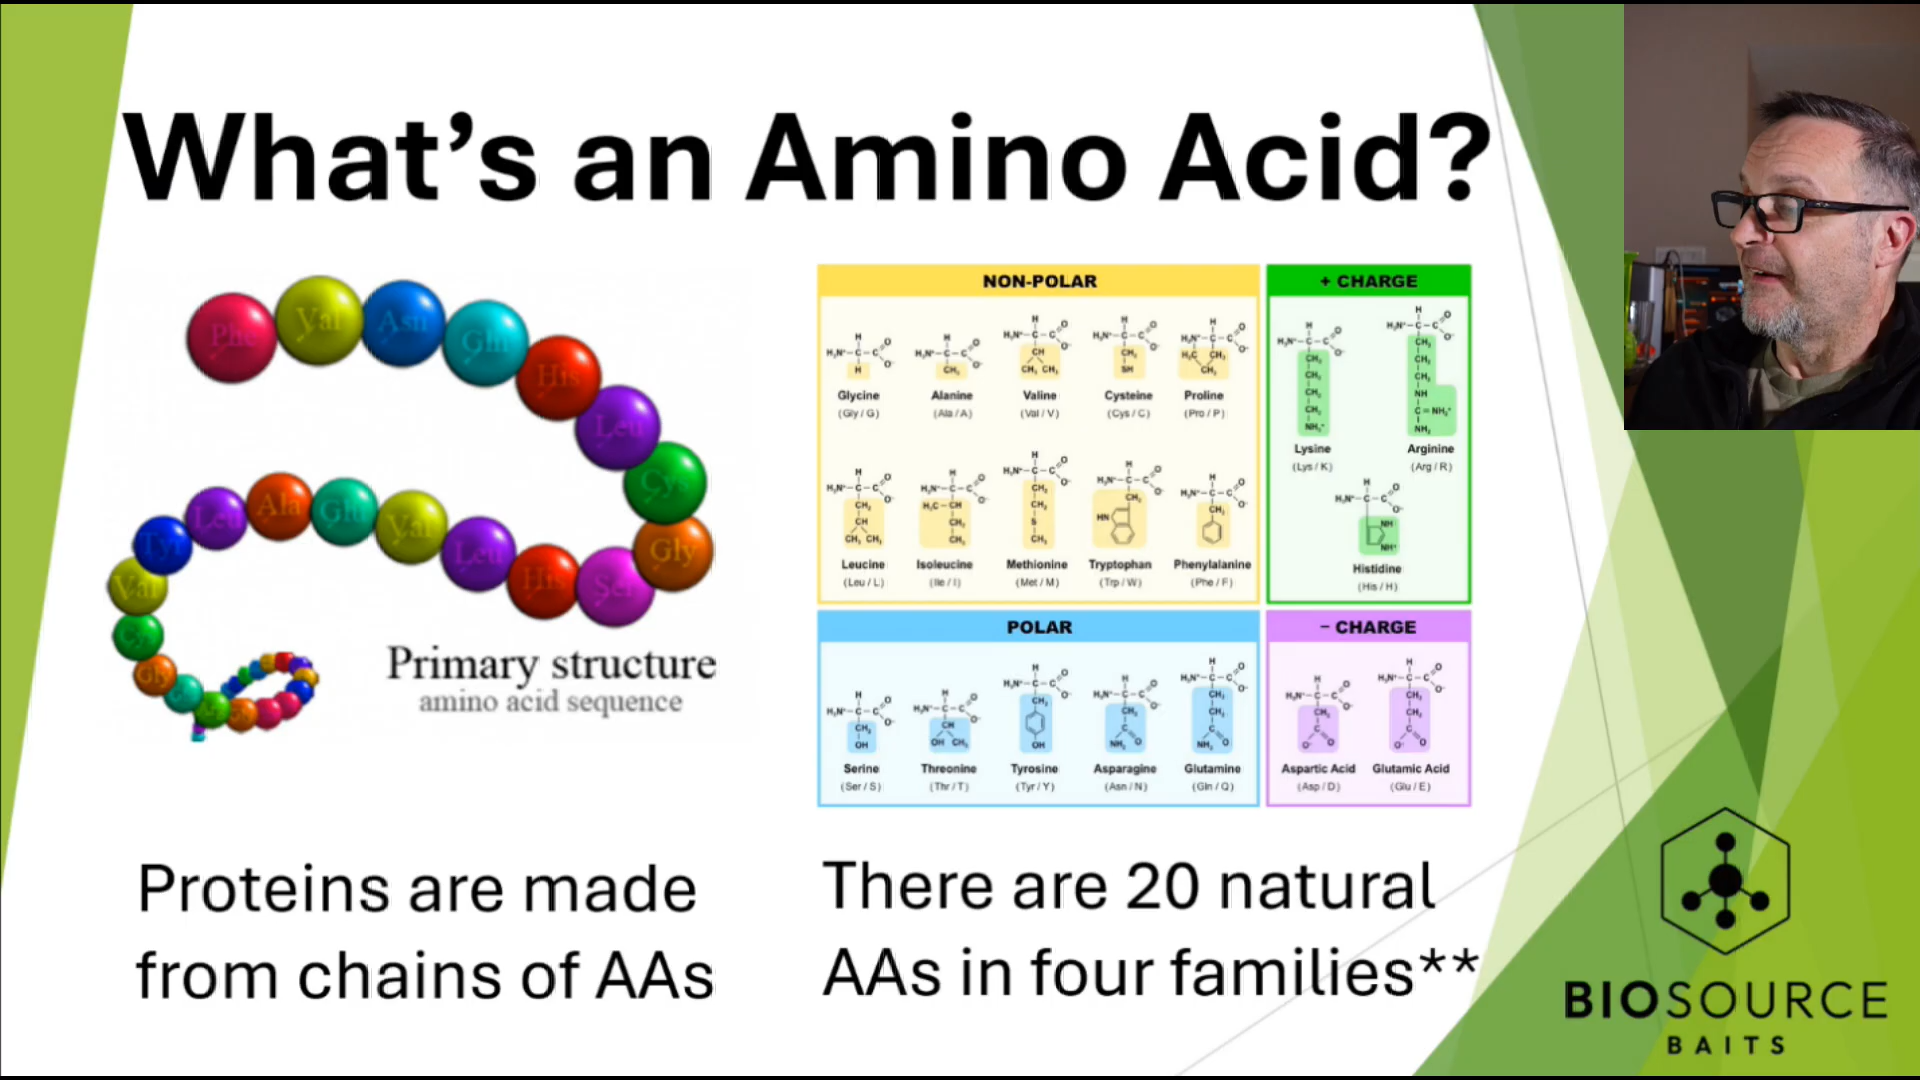 What's an Amino Acid?
Phe Val Asn Gln His Leu Cys Gly Ser His Leu Val Glu Ala Leu Tyr Val Cys Gly
Primary structure
amino acid sequence
Proteins are made
from chains of AAs
NON-POLAR
Glycine Alanine Valine Cysteine Proline
(Gly / G) (Ala / A) (Val / V) (Cys / C) (Pro / P)
Leucine Isoleucine Methionine Tryptophan Phenylalanine
(Leu / L) (Ile / I) (Met / M) (Trp / W) (Phe / F)
+ CHARGE
Lysine Arginine
(Lys / K) (Arg / R)
Histidine
(His / H)
POLAR
Serine Threonine Tyrosine Asparagine Glutamine
(Ser / S) (Thr / T) (Tyr / Y) (Asn / N) (Gln / Q)
− CHARGE
Aspartic Acid Glutamic Acid
(Asp / D) (Glu / E)
There are 20 natural
AAs in four families**
BIOSOURCE
BAITS